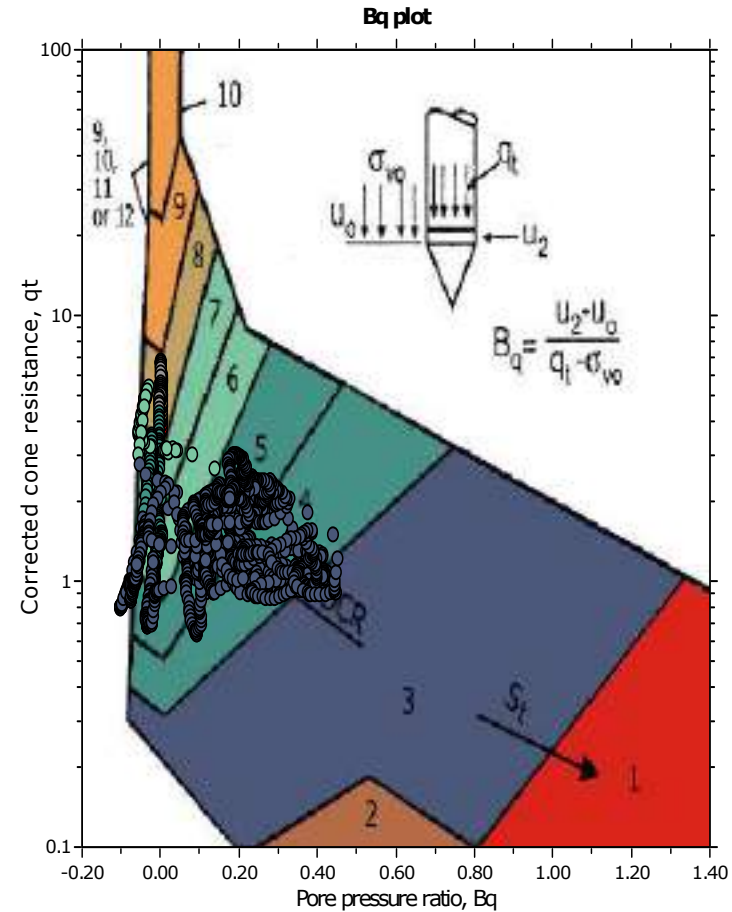 Bq plot
100
10
1
0.1
Corrected cone resistance, qt
10
9,
10,
11
or 12
9
8
7
6
5
4
3
2
1
σvo
qt
uo
u2
Bq= u2-uo
qt-σvo
OCR
St
-0.20 0.00 0.20 0.40 0.60 0.80 1.00 1.20 1.40
Pore pressure ratio, Bq